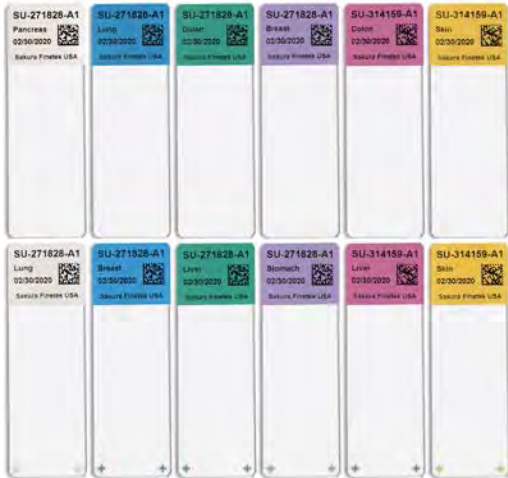 SU-271828-A1
Pancreas
02/30/2020
Sakura Finetek USA
SU-271828-A1
Lung
02/30/2020
Sakura Finetek USA
SU-271828-A1
02/30/2020
Sakura Finetek USA
SU-271828-A1
Breast
02/30/2020
Sakura Finetek USA
SU-314159-A1
Colon
02/30/2020
Sakura Finetek USA
SU-314159-A1
Skin
02/30/2020
Sakura Finetek USA
SU-271828-A1
Lung
02/30/2020
Sakura Finetek USA
SU-271828-A1
Breast
02/30/2020
Sakura Finetek USA
SU-271828-A1
Liver
02/30/2020
Sakura Finetek USA
SU-271828-A1
Stomach
02/30/2020
Sakura Finetek USA
SU-314159-A1
Liver
02/30/2020
Sakura Finetek USA
SU-314159-A1
Skin
02/30/2020
Sakura Finetek USA